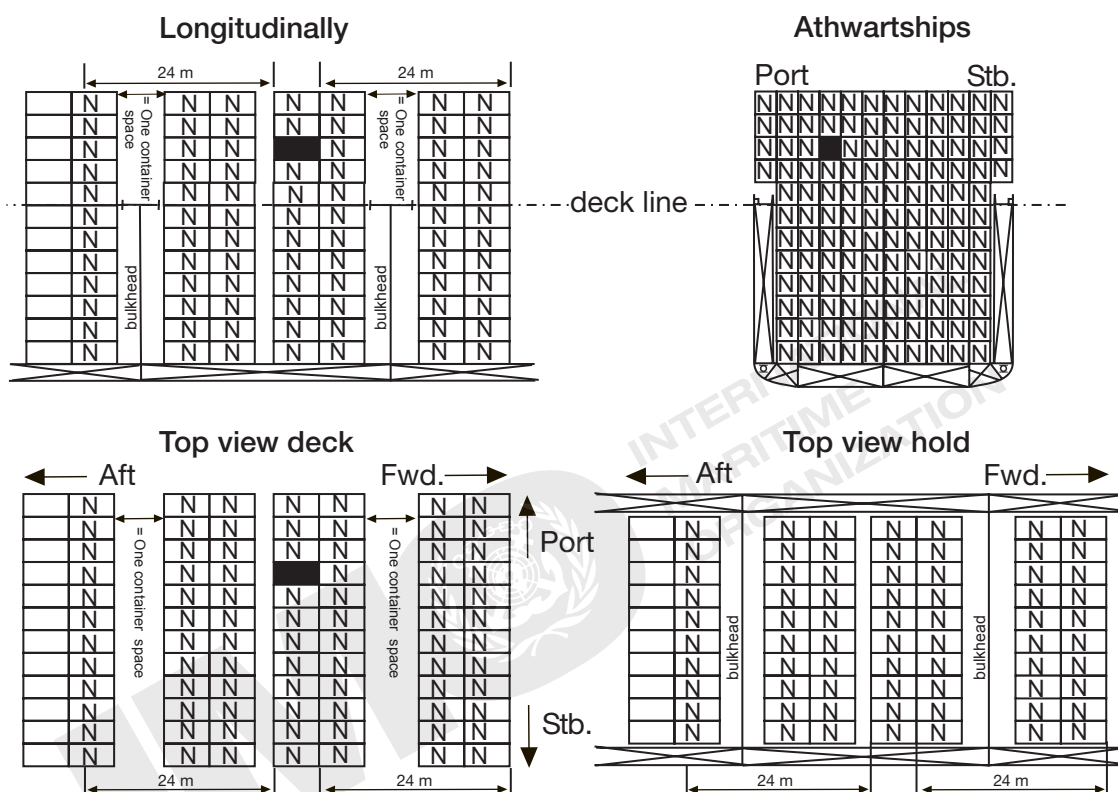 Longitudinally
24 m
24 m
N N N N N N N
N N N N N N N
N N N N N N
N N N N N N N
N N N N N N N
N N N N N N N
N N N N N N N
N N N N N N N
N N N N N N N
N N N N N N N
N N N N N N N
N N N N N N N
= One container
space
= One container
space
bulkhead
bulkhead
deck line
Athwartships
Port Stb.
N N N N N N N N N N N N
N N N N N N N N N N N N
N N N N N N N N N N N
N N N N N N N N N N N N
N N N N N N N N N N
N N N N N N N N N N
N N N N N N N N N N
N N N N N N N N N N
N N N N N N N N N N
N N N N N N N N N N
N N N N N N N N N N
N N N N N N N N N N
Top view deck
Aft Fwd.
N N N N N N N
N N N N N N N
N N N N N N N
N N N N N N
N N N N N N N
N N N N N N N
N N N N N N N
N N N N N N N
N N N N N N N
N N N N N N N
N N N N N N N
N N N N N N N
= One container space
= One container space
Port
Stb.
24 m
24 m
Top view hold
Aft Fwd.
N N N N N N N
N N N N N N N
N N N N N N N
N N N N N N N
N N N N N N N
N N N N N N N
N N N N N N N
N N N N N N N
N N N N N N N
N N N N N N N
bulkhead
bulkhead
24 m
24 m
MARITIME
ORGANIZATION